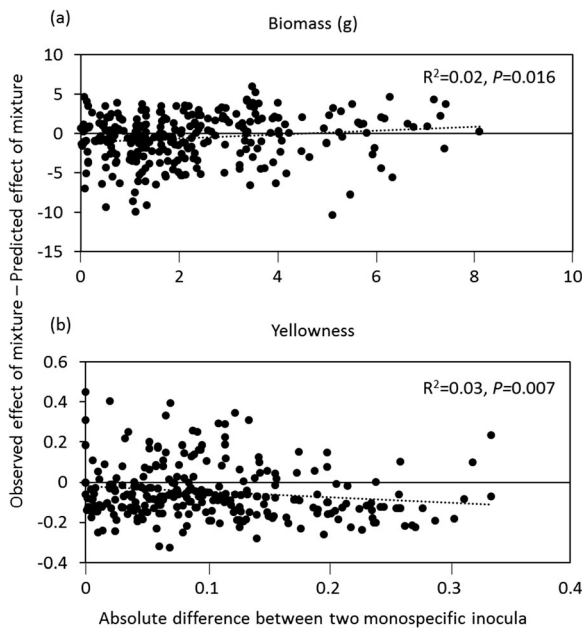 (a)
Biomass (g)
R²=0.02, P=0.016
10
5
0
-5
-10
-15
0 2 4 6 8 10
Observed effect of mixture – Predicted effect of mixture
(b)
Yellowness
R²=0.03, P=0.007
0.6
0.4
0.2
0
-0.2
-0.4
0 0.1 0.2 0.3 0.4
Absolute difference between two monospecific inocula